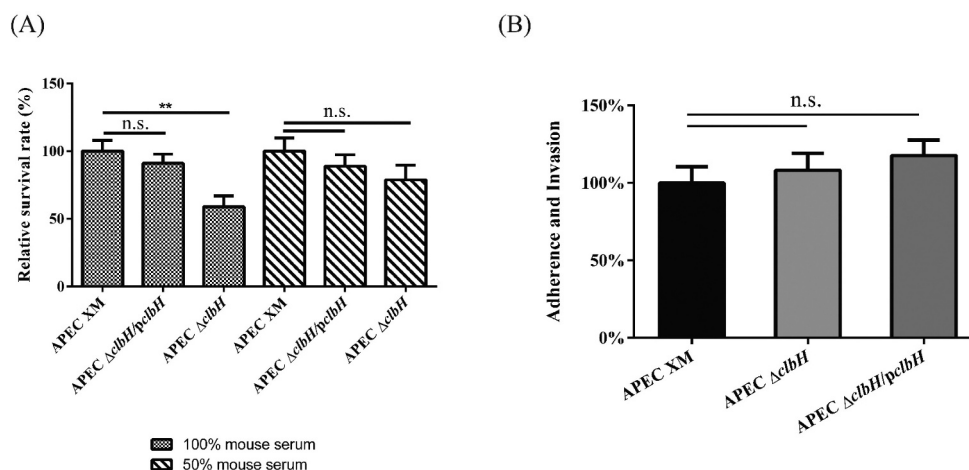 (A)
Relative survival rate (%)
150
100
50
0
**
n.s.
n.s.
APEC XM
APEC ΔclbH/pclbH
APEC ΔclbH
APEC XM
APEC ΔclbH/pclbH
APEC ΔclbH
100% mouse serum
50% mouse serum
(B)
Adherence and Invasion
150%
100%
50%
0%
n.s.
APEC XM
APEC ΔclbH
APEC ΔclbH/pclbH